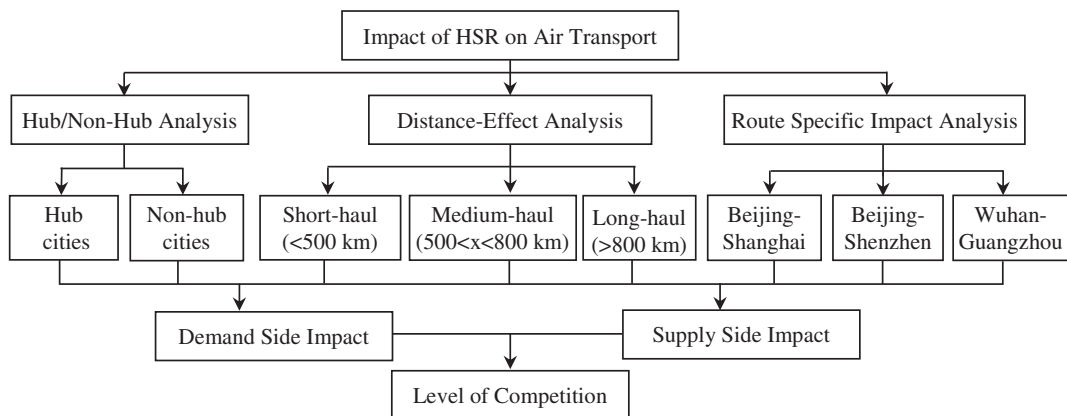 Impact of HSR on Air Transport
Hub/Non-Hub Analysis
Distance-Effect Analysis
Route Specific Impact Analysis
Hub
cities
Non-hub
cities
Short-haul
(<500 km)
Medium-haul
(500<x<800 km)
Long-haul
(>800 km)
Beijing-
Shanghai
Beijing-
Shenzhen
Wuhan-
Guangzhou
Demand Side Impact
Supply Side Impact
Level of Competition